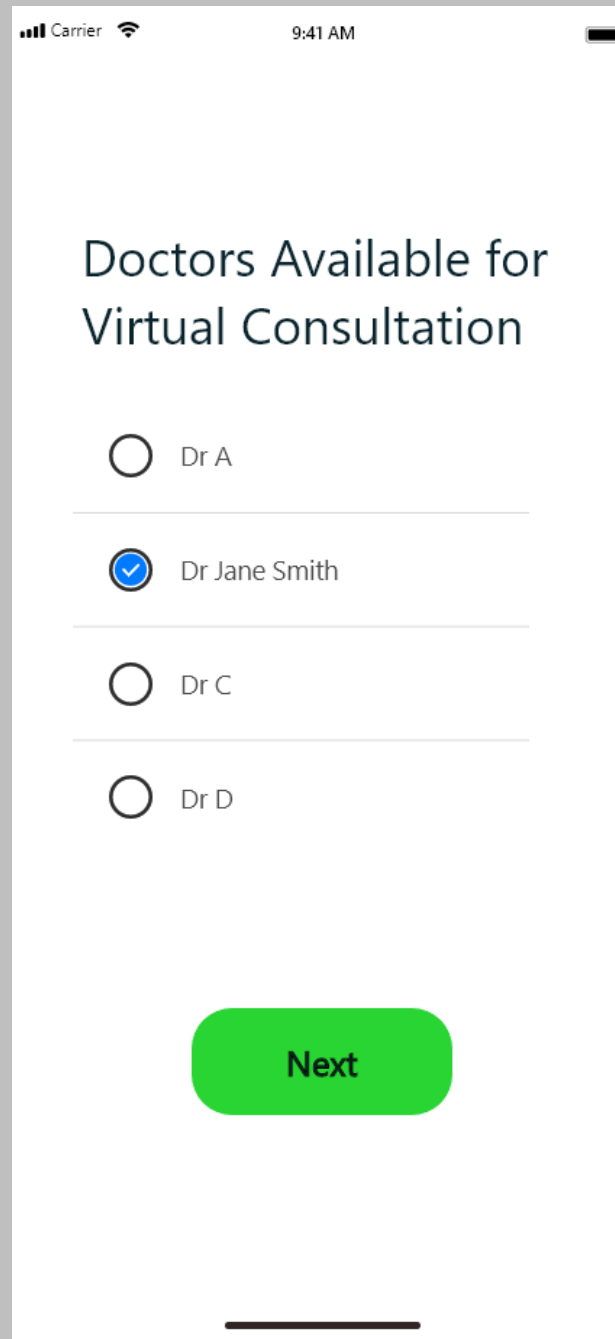 Carrier 9:41 AM
Doctors Available for
Virtual Consultation
Dr A
Dr Jane Smith
Dr C
Dr D
Next